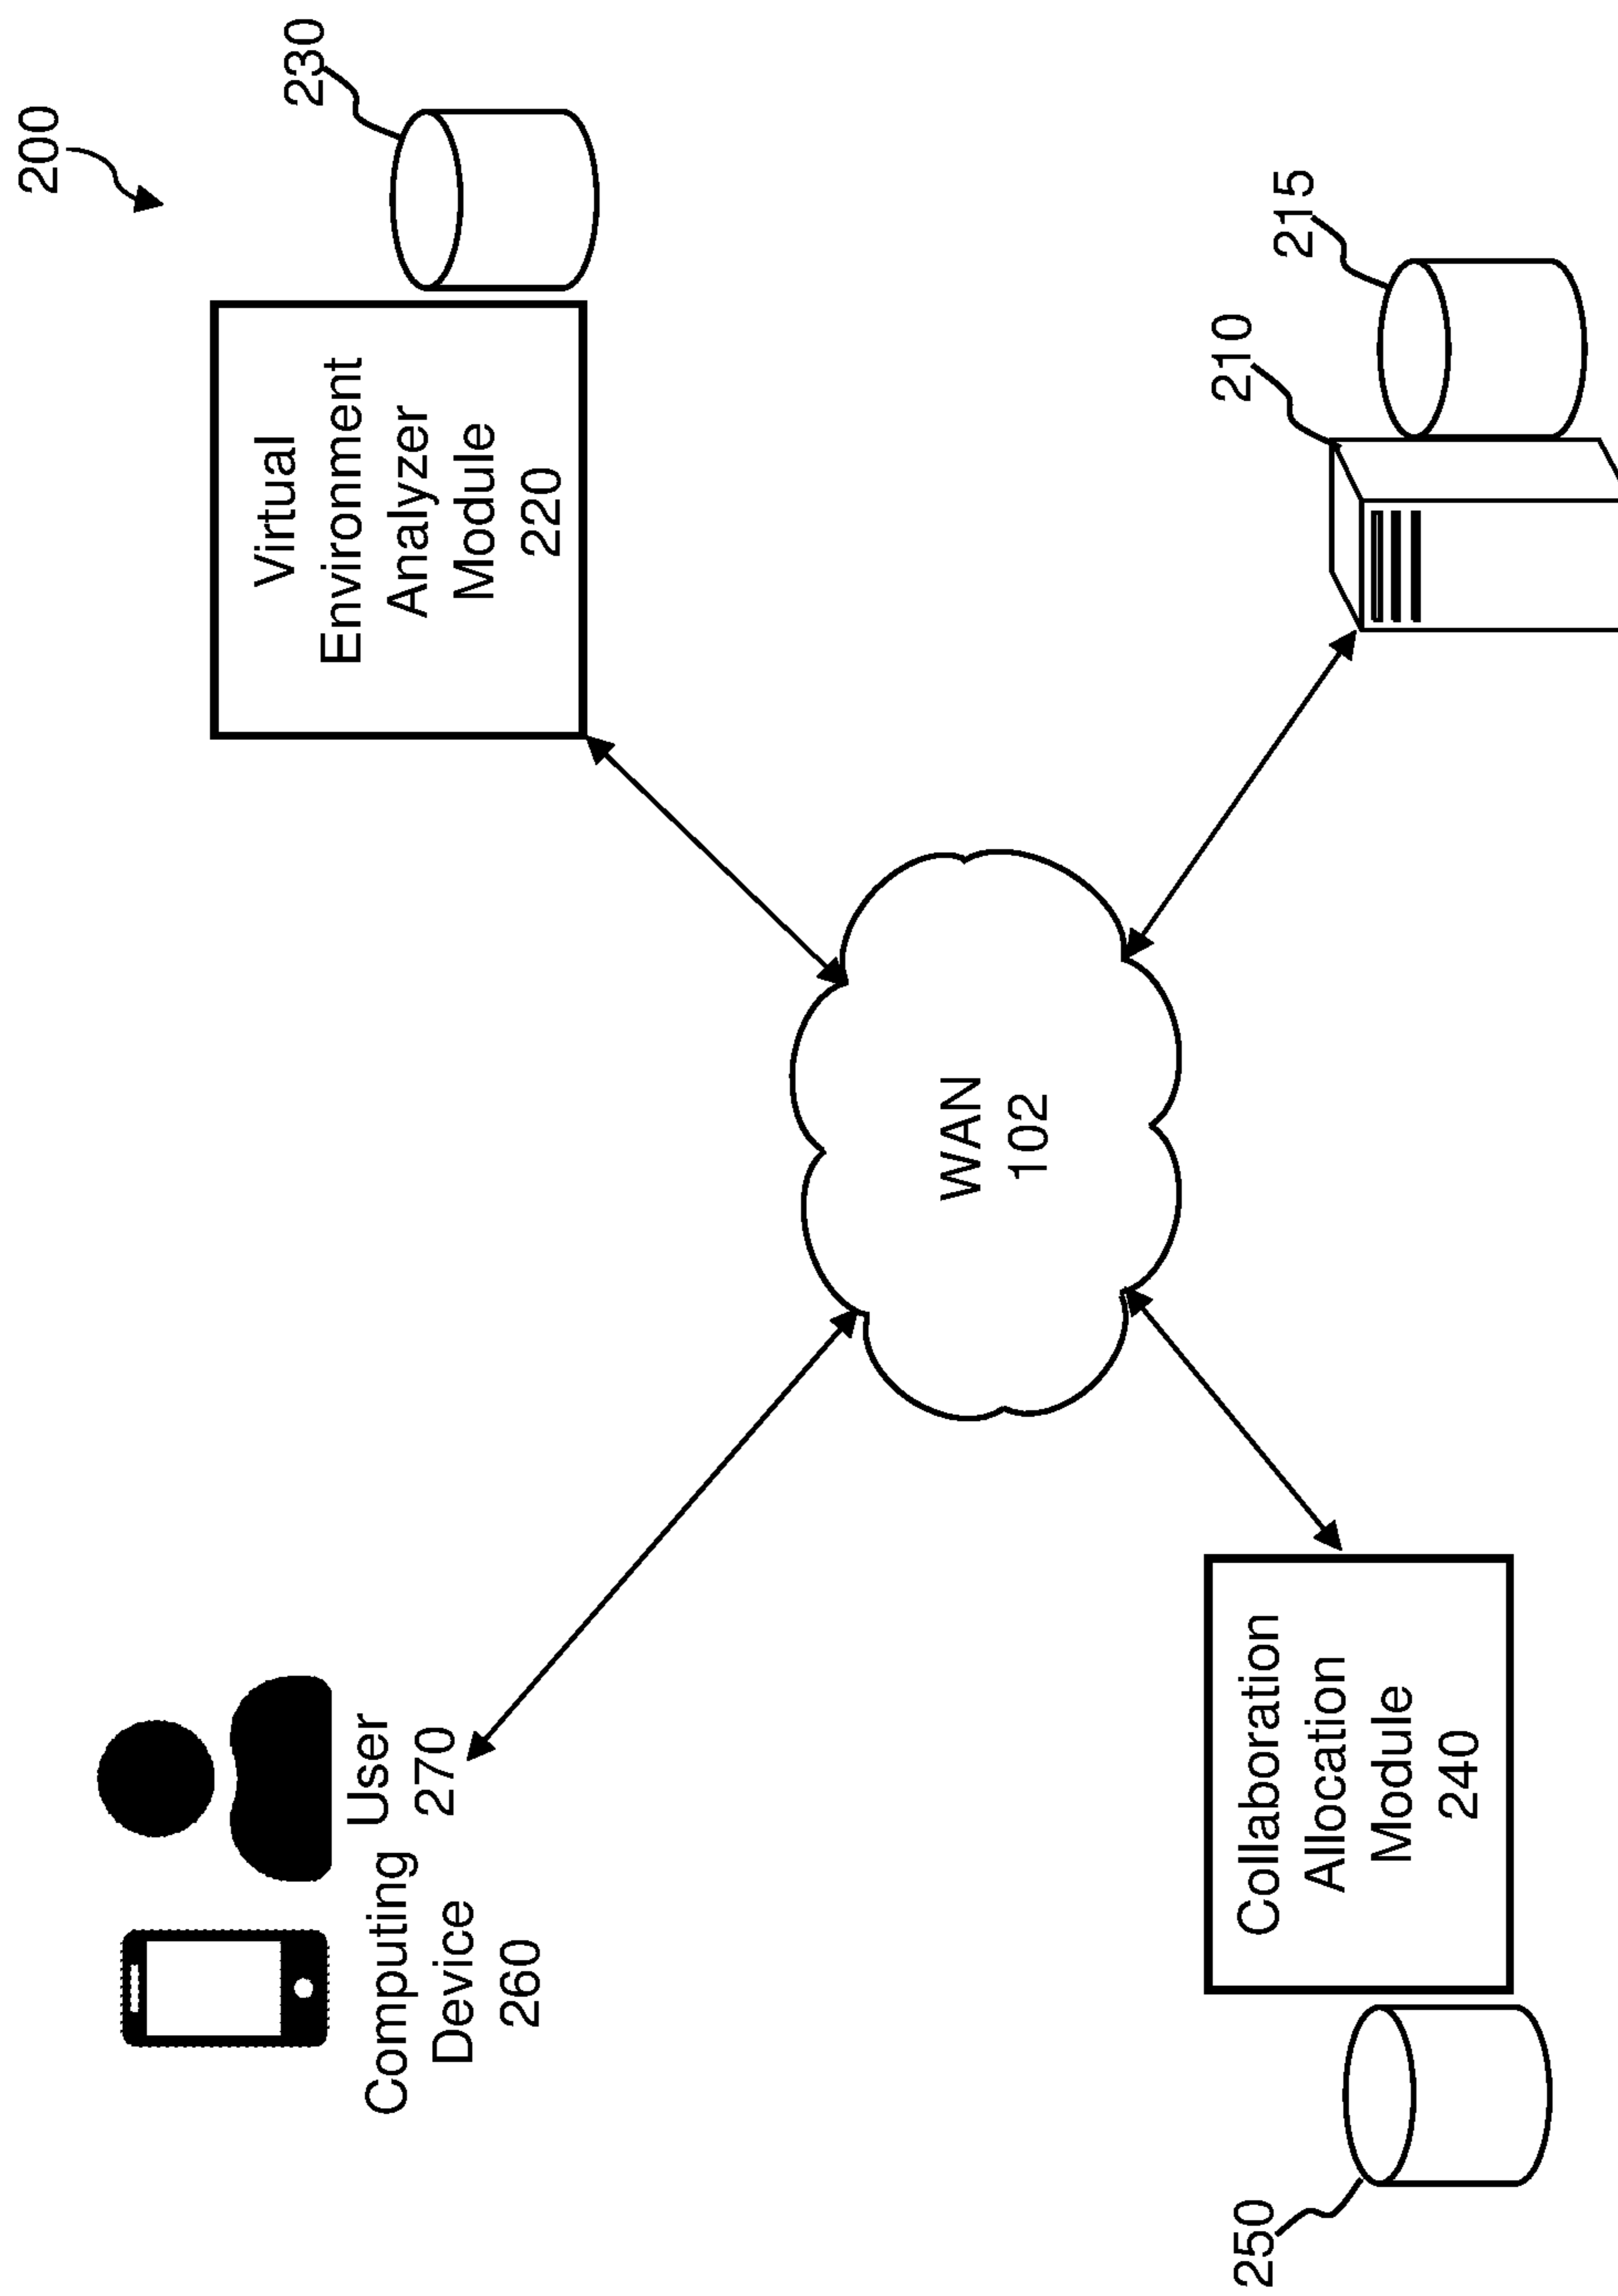 200
User
270
Computing
Device
260
Virtual
Environment
Analyzer
Module
220
230
WAN
102
250
Collaboration
Allocation
Module
240
210
215